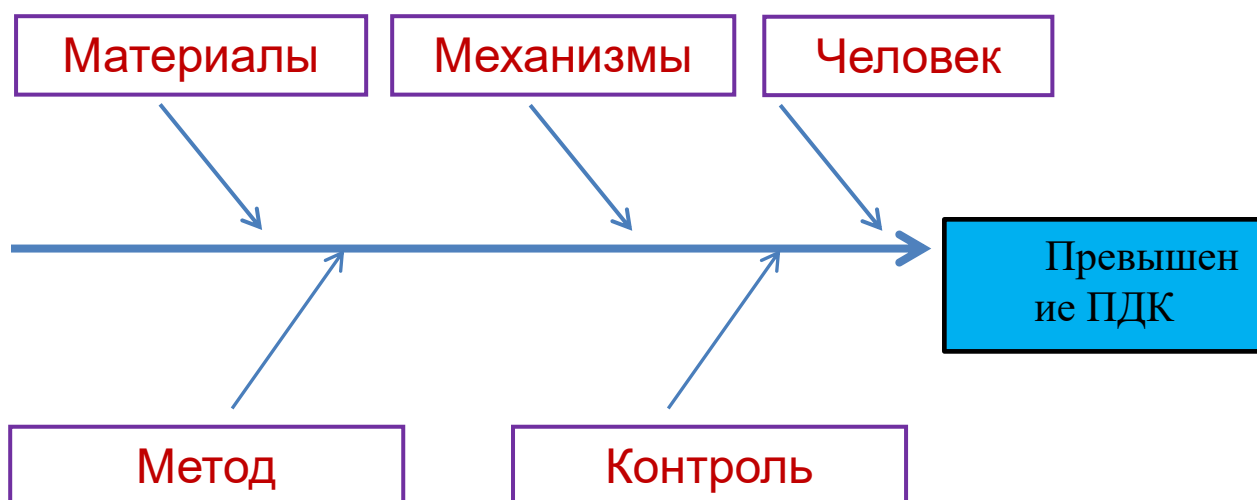 Материалы
Механизмы
Человек
Превышен
ие ПДК
Метод
Контроль